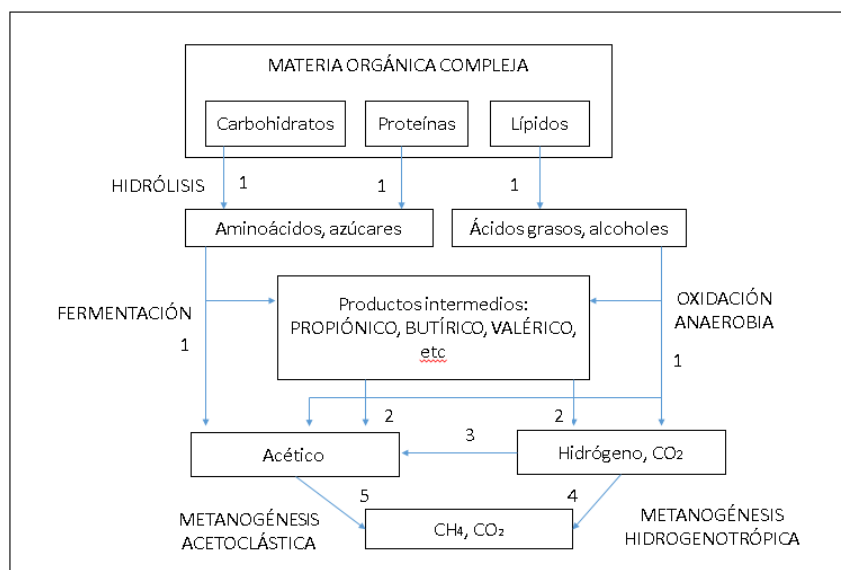 MATERIA ORGÁNICA COMPLEJA
Carbohidratos
Proteínas
Lípidos
HIDRÓLISIS
1
1
1
Aminoácidos, azúcares
Ácidos grasos, alcoholes
FERMENTACIÓN
1
Productos intermedios:
PROPIÓNICO, BUTÍRICO, VALÉRICO,
etc
OXIDACIÓN
ANAEROBIA
1
2
2
Acético
3
Hidrógeno, CO₂
5
4
METANOGÉNESIS
ACETOCLÁSTICA
CH₄, CO₂
METANOGÉNESIS
HIDROGENOTRÓPICA